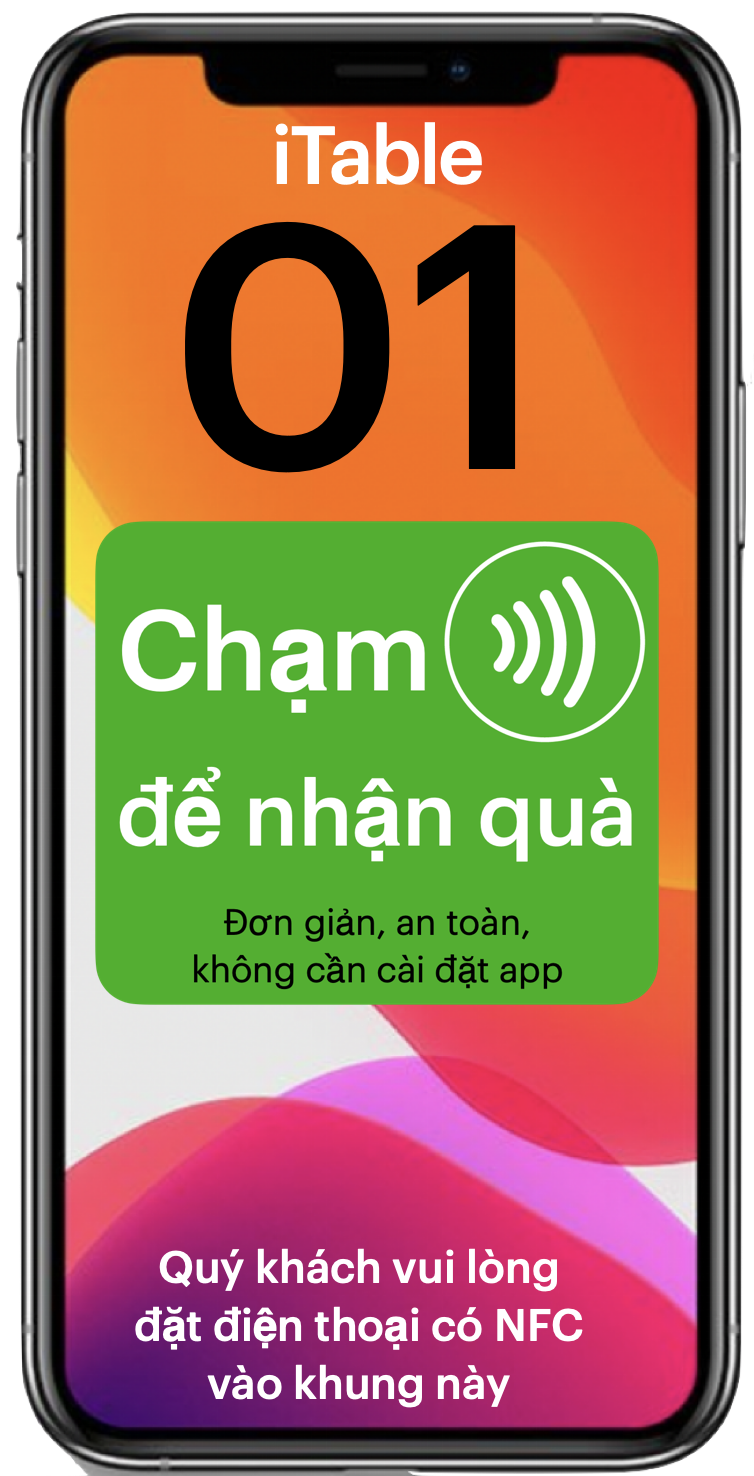 iTable
01
Chạm
để nhận quà
Đơn giản, an toàn,
không cần cài đặt app
Quý khách vui lòng
đặt điện thoại có NFC
vào khung này